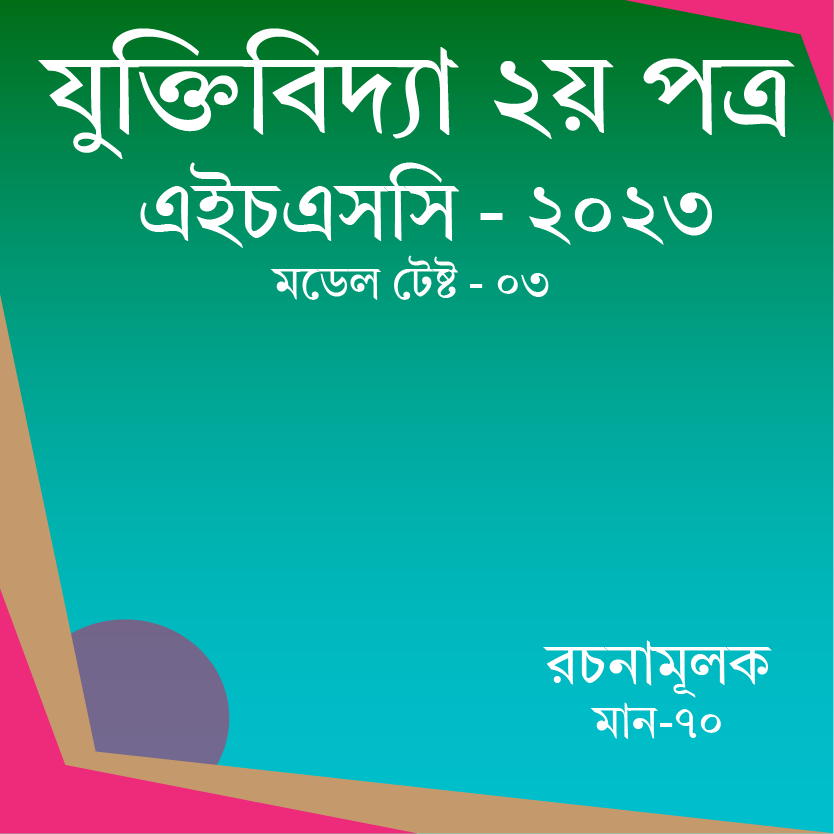 যুক্তিবিদ্যা ২য় পত্র
এইচএসসি - ২০২৩
মডেল টেষ্ট - ০৩
রচনামূলক
মান-৭০